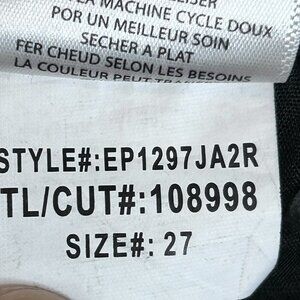 LA MACHINE CYCLE DOUX
POUR UN MEILLEUR SOIN
SECHER A PLAT
FER CHEUD SELON LES BESOINS
LA COULEUR PEUT
STYLE#:EP1297JA2R
TL/CUT#:108998
SIZE#: 27